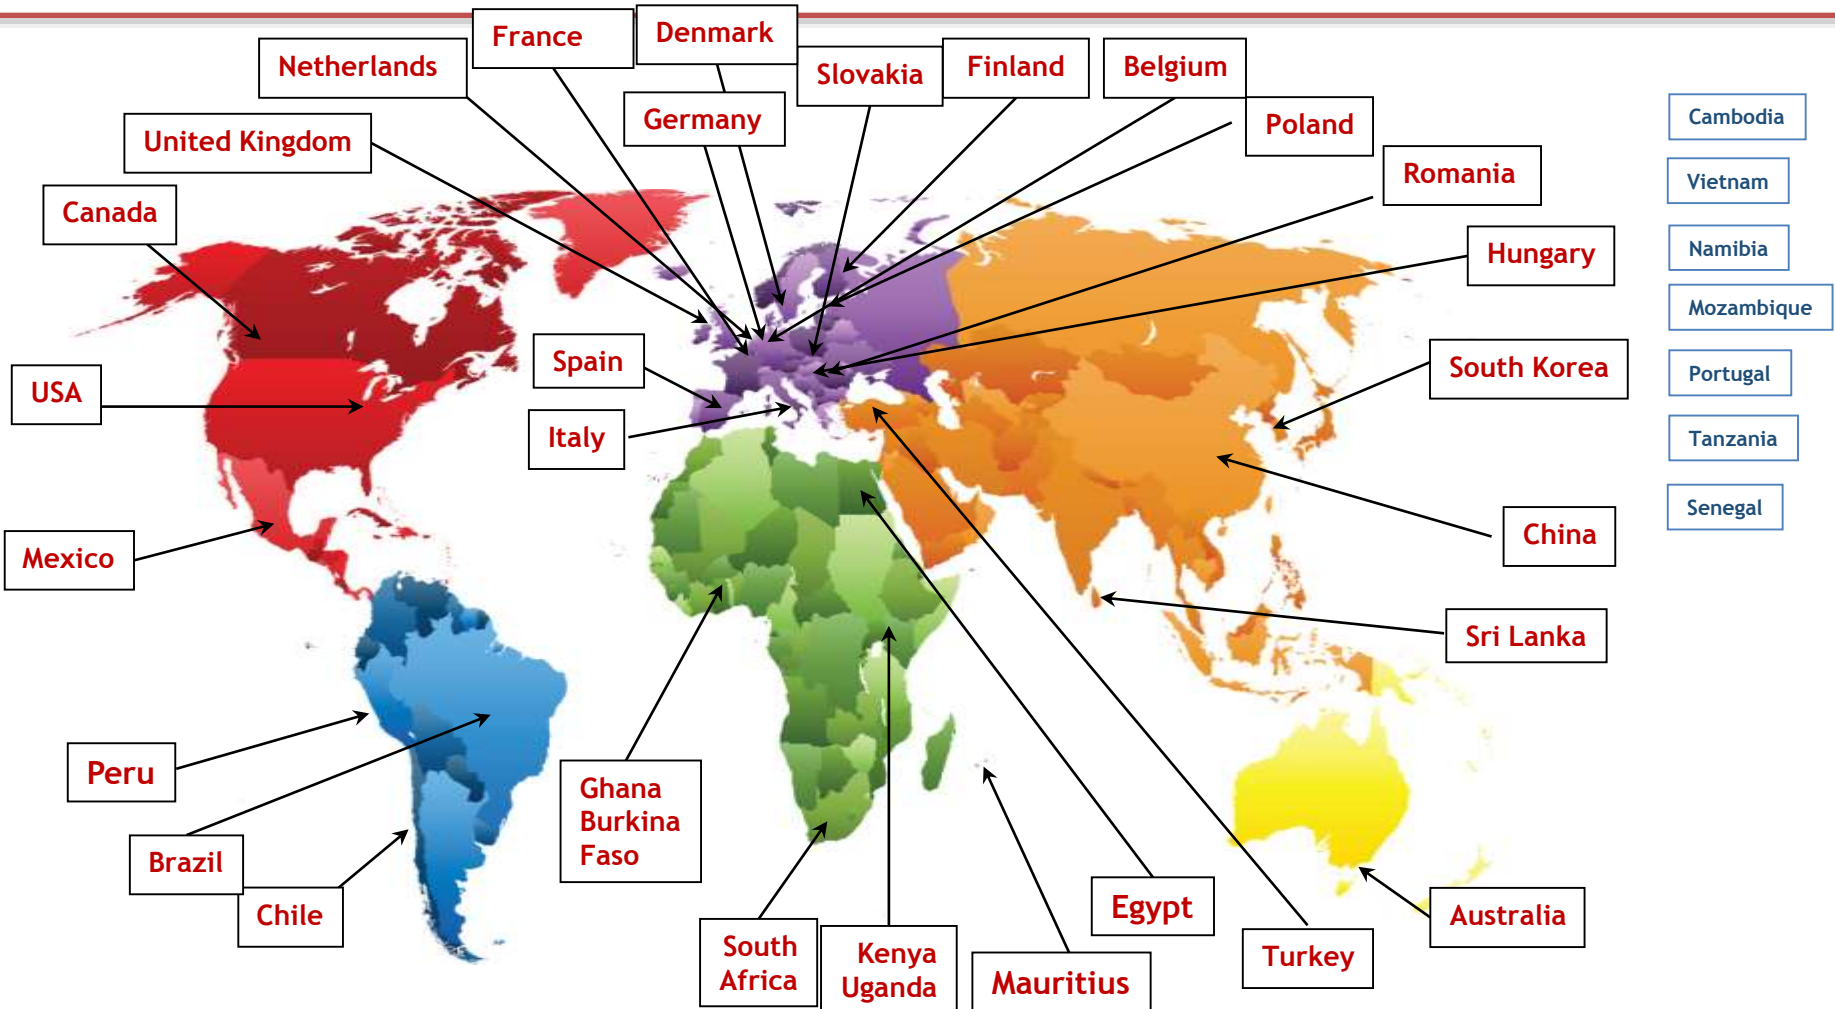 France
Denmark
Netherlands
Slovakia
Finland
Belgium
Germany
Poland
United Kingdom
Romania
Canada
Hungary
Spain
South Korea
USA
Italy
China
Mexico
Sri Lanka
Peru
Ghana
Burkina
Faso
Brazil
Chile
South
Africa
Kenya
Uganda
Mauritius
Egypt
Turkey
Australia
Cambodia
Vietnam
Namibia
Mozambique
Portugal
Tanzania
Senegal